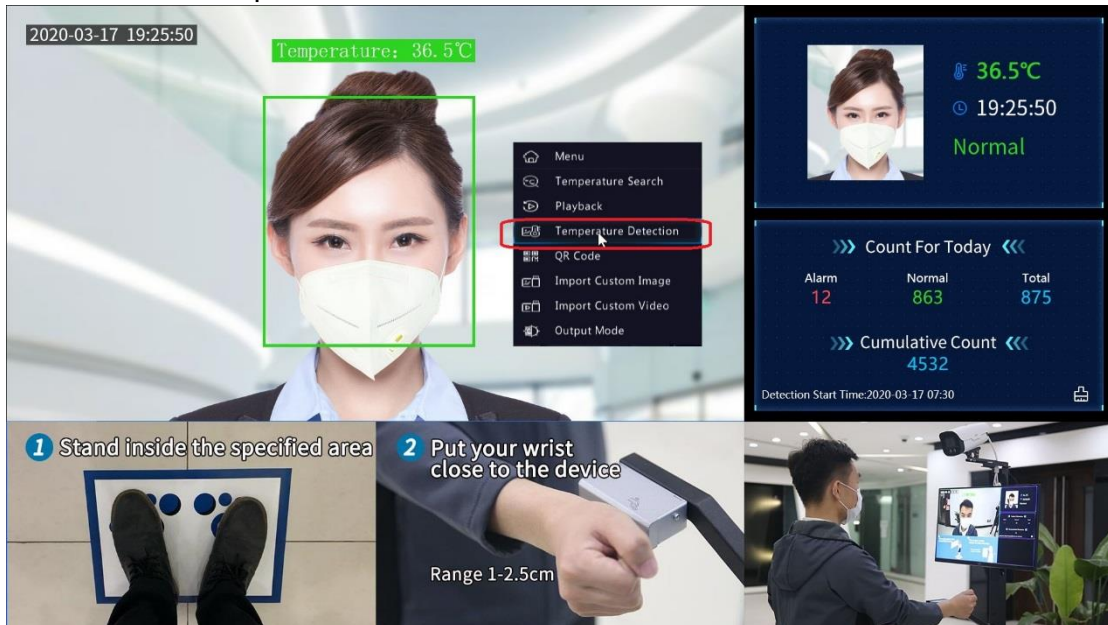 2020-03-17 19:25:50
Temperature: 36.5℃
Menu
Temperature Search
Playback
Temperature Detection
QR Code
Import Custom Image
Import Custom Video
Output Mode
36.5℃
19:25:50
Normal
Count For Today
Alarm Normal Total
12 863 875
Cumulative Count
4532
Detection Start Time:2020-03-17 07:30
1 Stand inside the specified area
2 Put your wrist
close to the device
Range 1-2.5cm